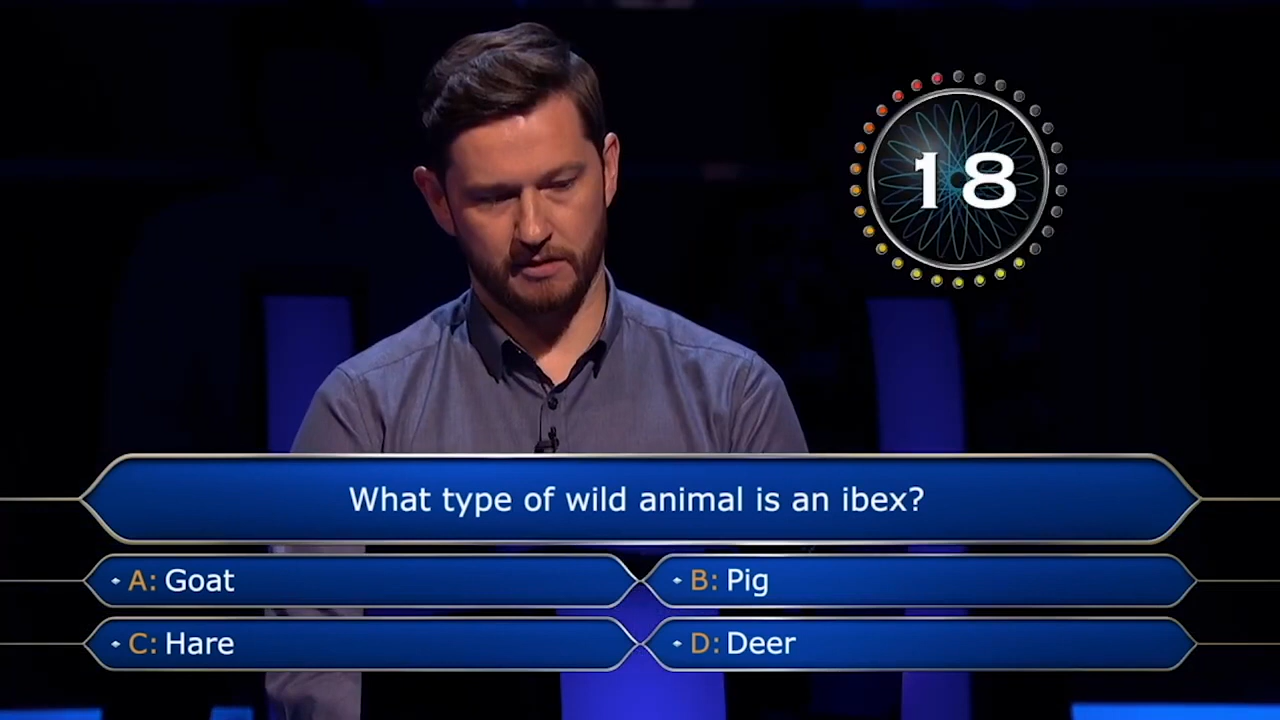 18
What type of wild animal is an ibex?
A: Goat
B: Pig
C: Hare
D: Deer